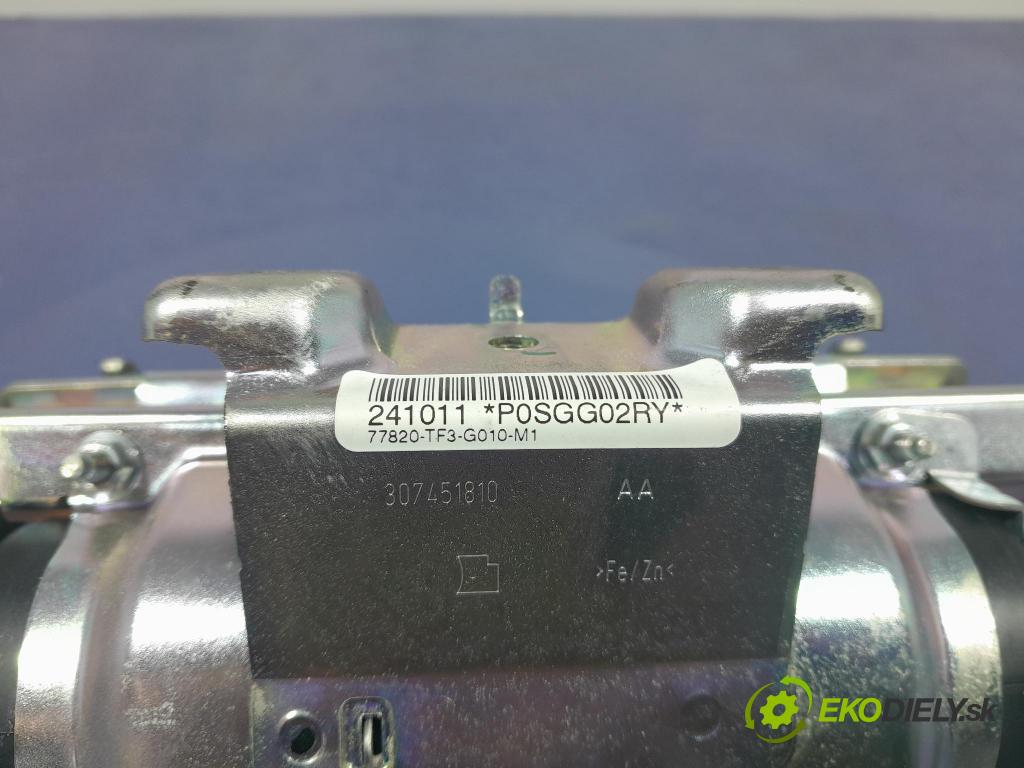 241011 *P0SGG02RY*
77820-TF3-G010-M1
307451810 AA
>Fe/Zn<
EKODIELY.sk